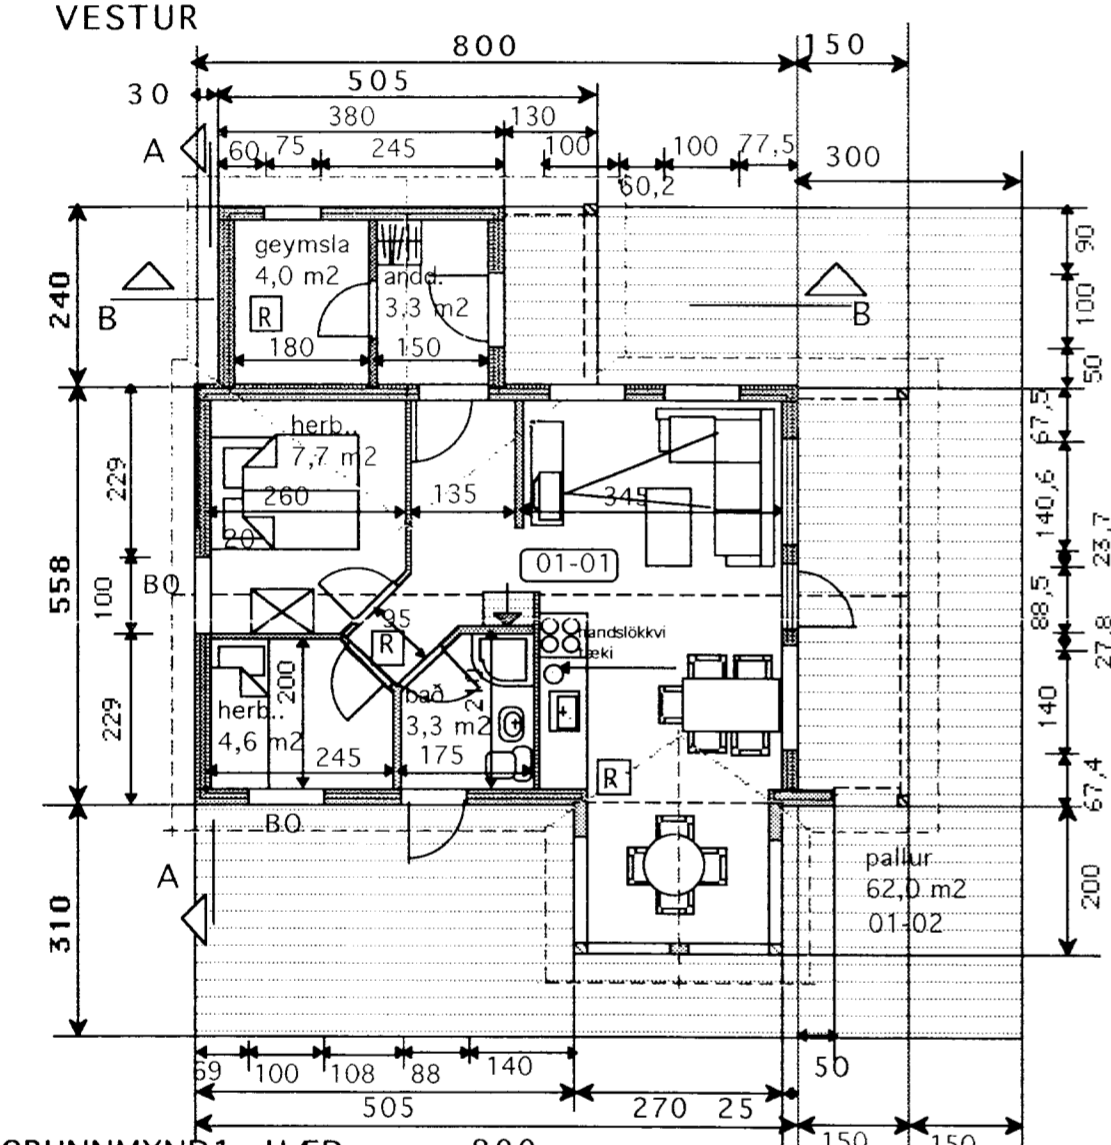 VESTUR
800
150
30
505
380
130
A
60
75
245
100
100
77,5
300
60,2
geymsla
4,0 m2
R
andd.
3.3 m2
180
150
240
B
B
90
100
50
herb..
7,7 m2
260
135
345
20
229
100
229
558
BO
01-01
95
R
handslökkvi
tæki
67,5
140,6
23,7
88,5
27,8
140
67,4
200
herb..
4,6 m2
200
245
bað
3,3 m2
175
R
BO
A
310
pallur
62,0 m2
01-02
69
100
108
88
140
50
505
270
25
800
150
150